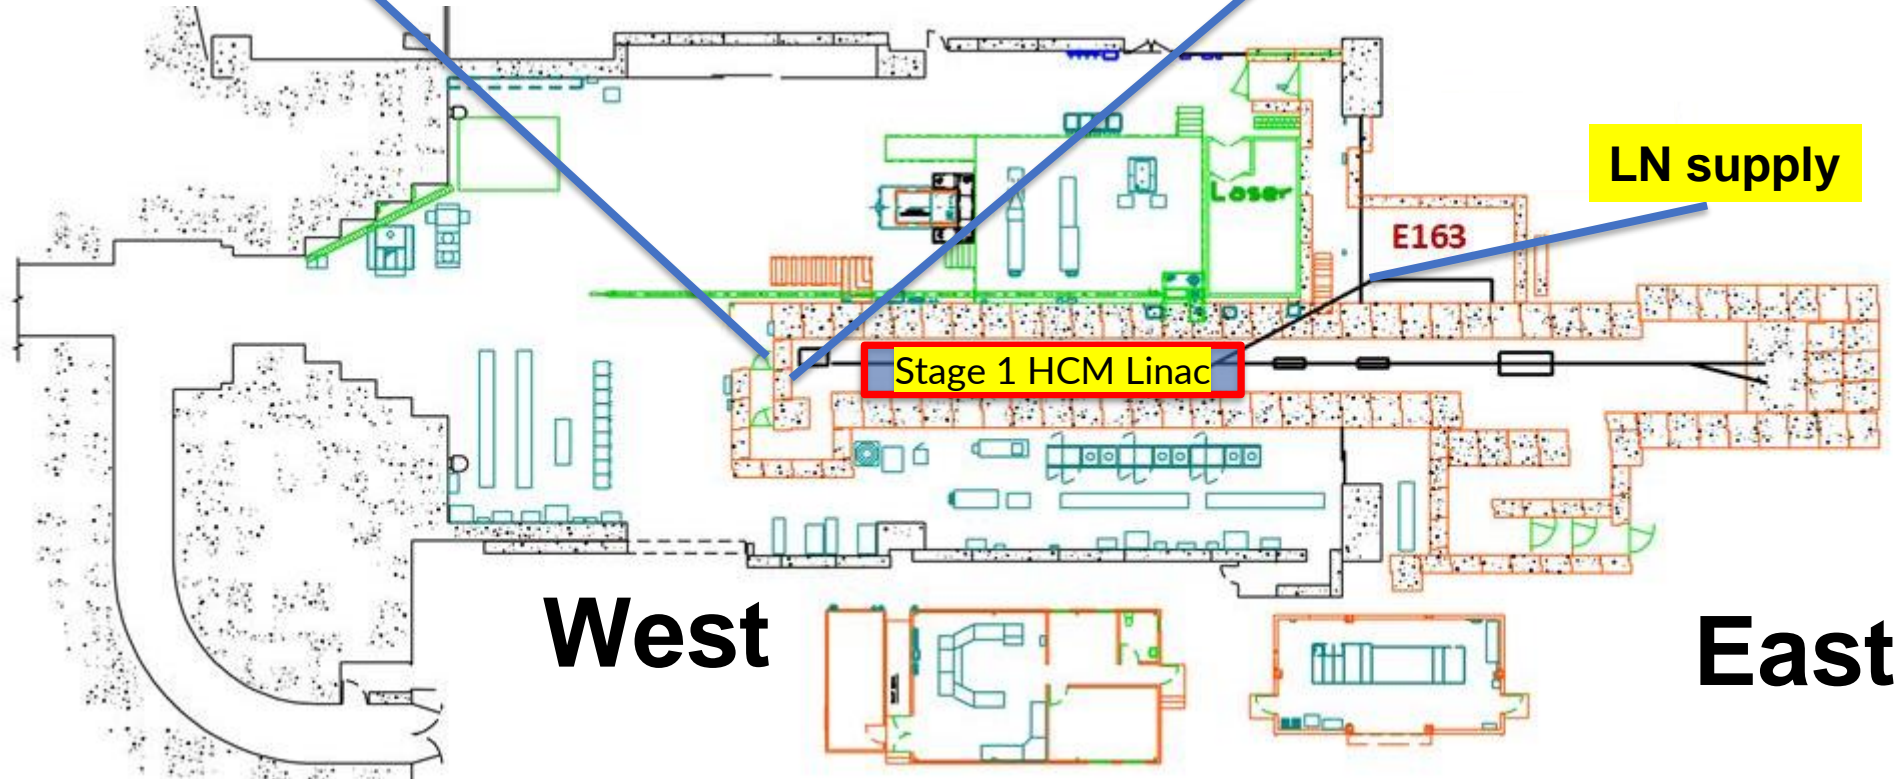 LN supply
Laser
E163
Stage 1 HCM Linac
West
East